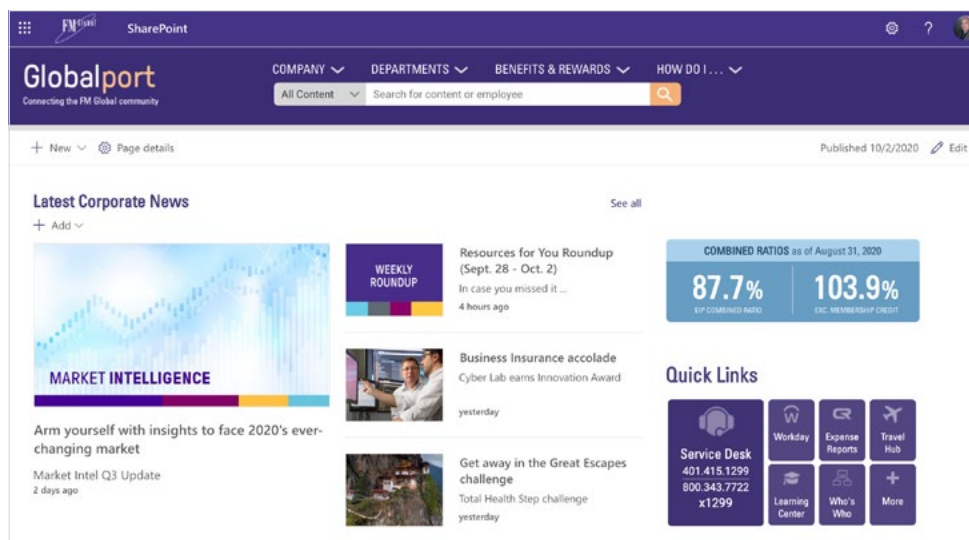 FM Global
SharePoint
?
Globalport
Connecting the FM Global community
COMPANY
DEPARTMENTS
BENEFITS & REWARDS
HOW DO I . . .
All Content
Search for content or employee
+ New
Page details
Published 10/2/2020
Edit
Latest Corporate News
See all
+ Add
MARKET INTELLIGENCE
Arm yourself with insights to face 2020's ever-
changing market
Market Intel Q3 Update
2 days ago
WEEKLY
ROUNDUP
Resources for You Roundup
(Sept. 28 - Oct. 2)
In case you missed it ...
4 hours ago
Business Insurance accolade
Cyber Lab earns Innovation Award
yesterday
Get away in the Great Escapes
challenge
Total Health Step challenge
yesterday
COMBINED RATIOS as of August 31, 2020
87.7%
COMBINED RATIO
103.9%
EXC. MEMBERSHIP CREDIT
Quick Links
Service Desk
401.415.1299
800.343.7722
x1299
Workday
Expense
Reports
Travel
Hub
Learning
Center
Who's
Who
More